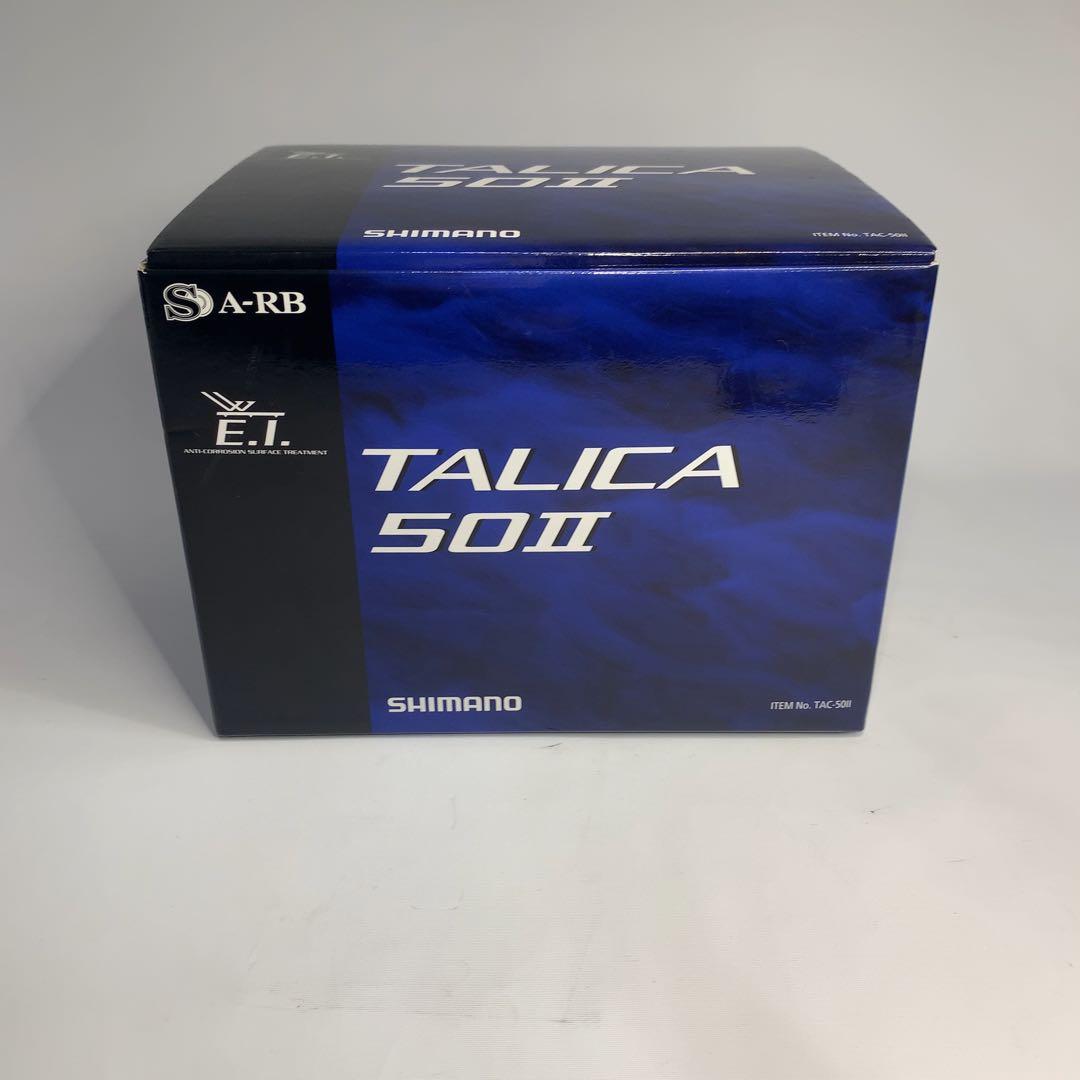 E.I.
TALICA
50II
SHIMANO
ITEM No. TAC-50II
A-RB
E.I.
ANTI-CORROSION SURFACE TREATMENT
TALICA
50II
SHIMANO
ITEM No. TAC-50II